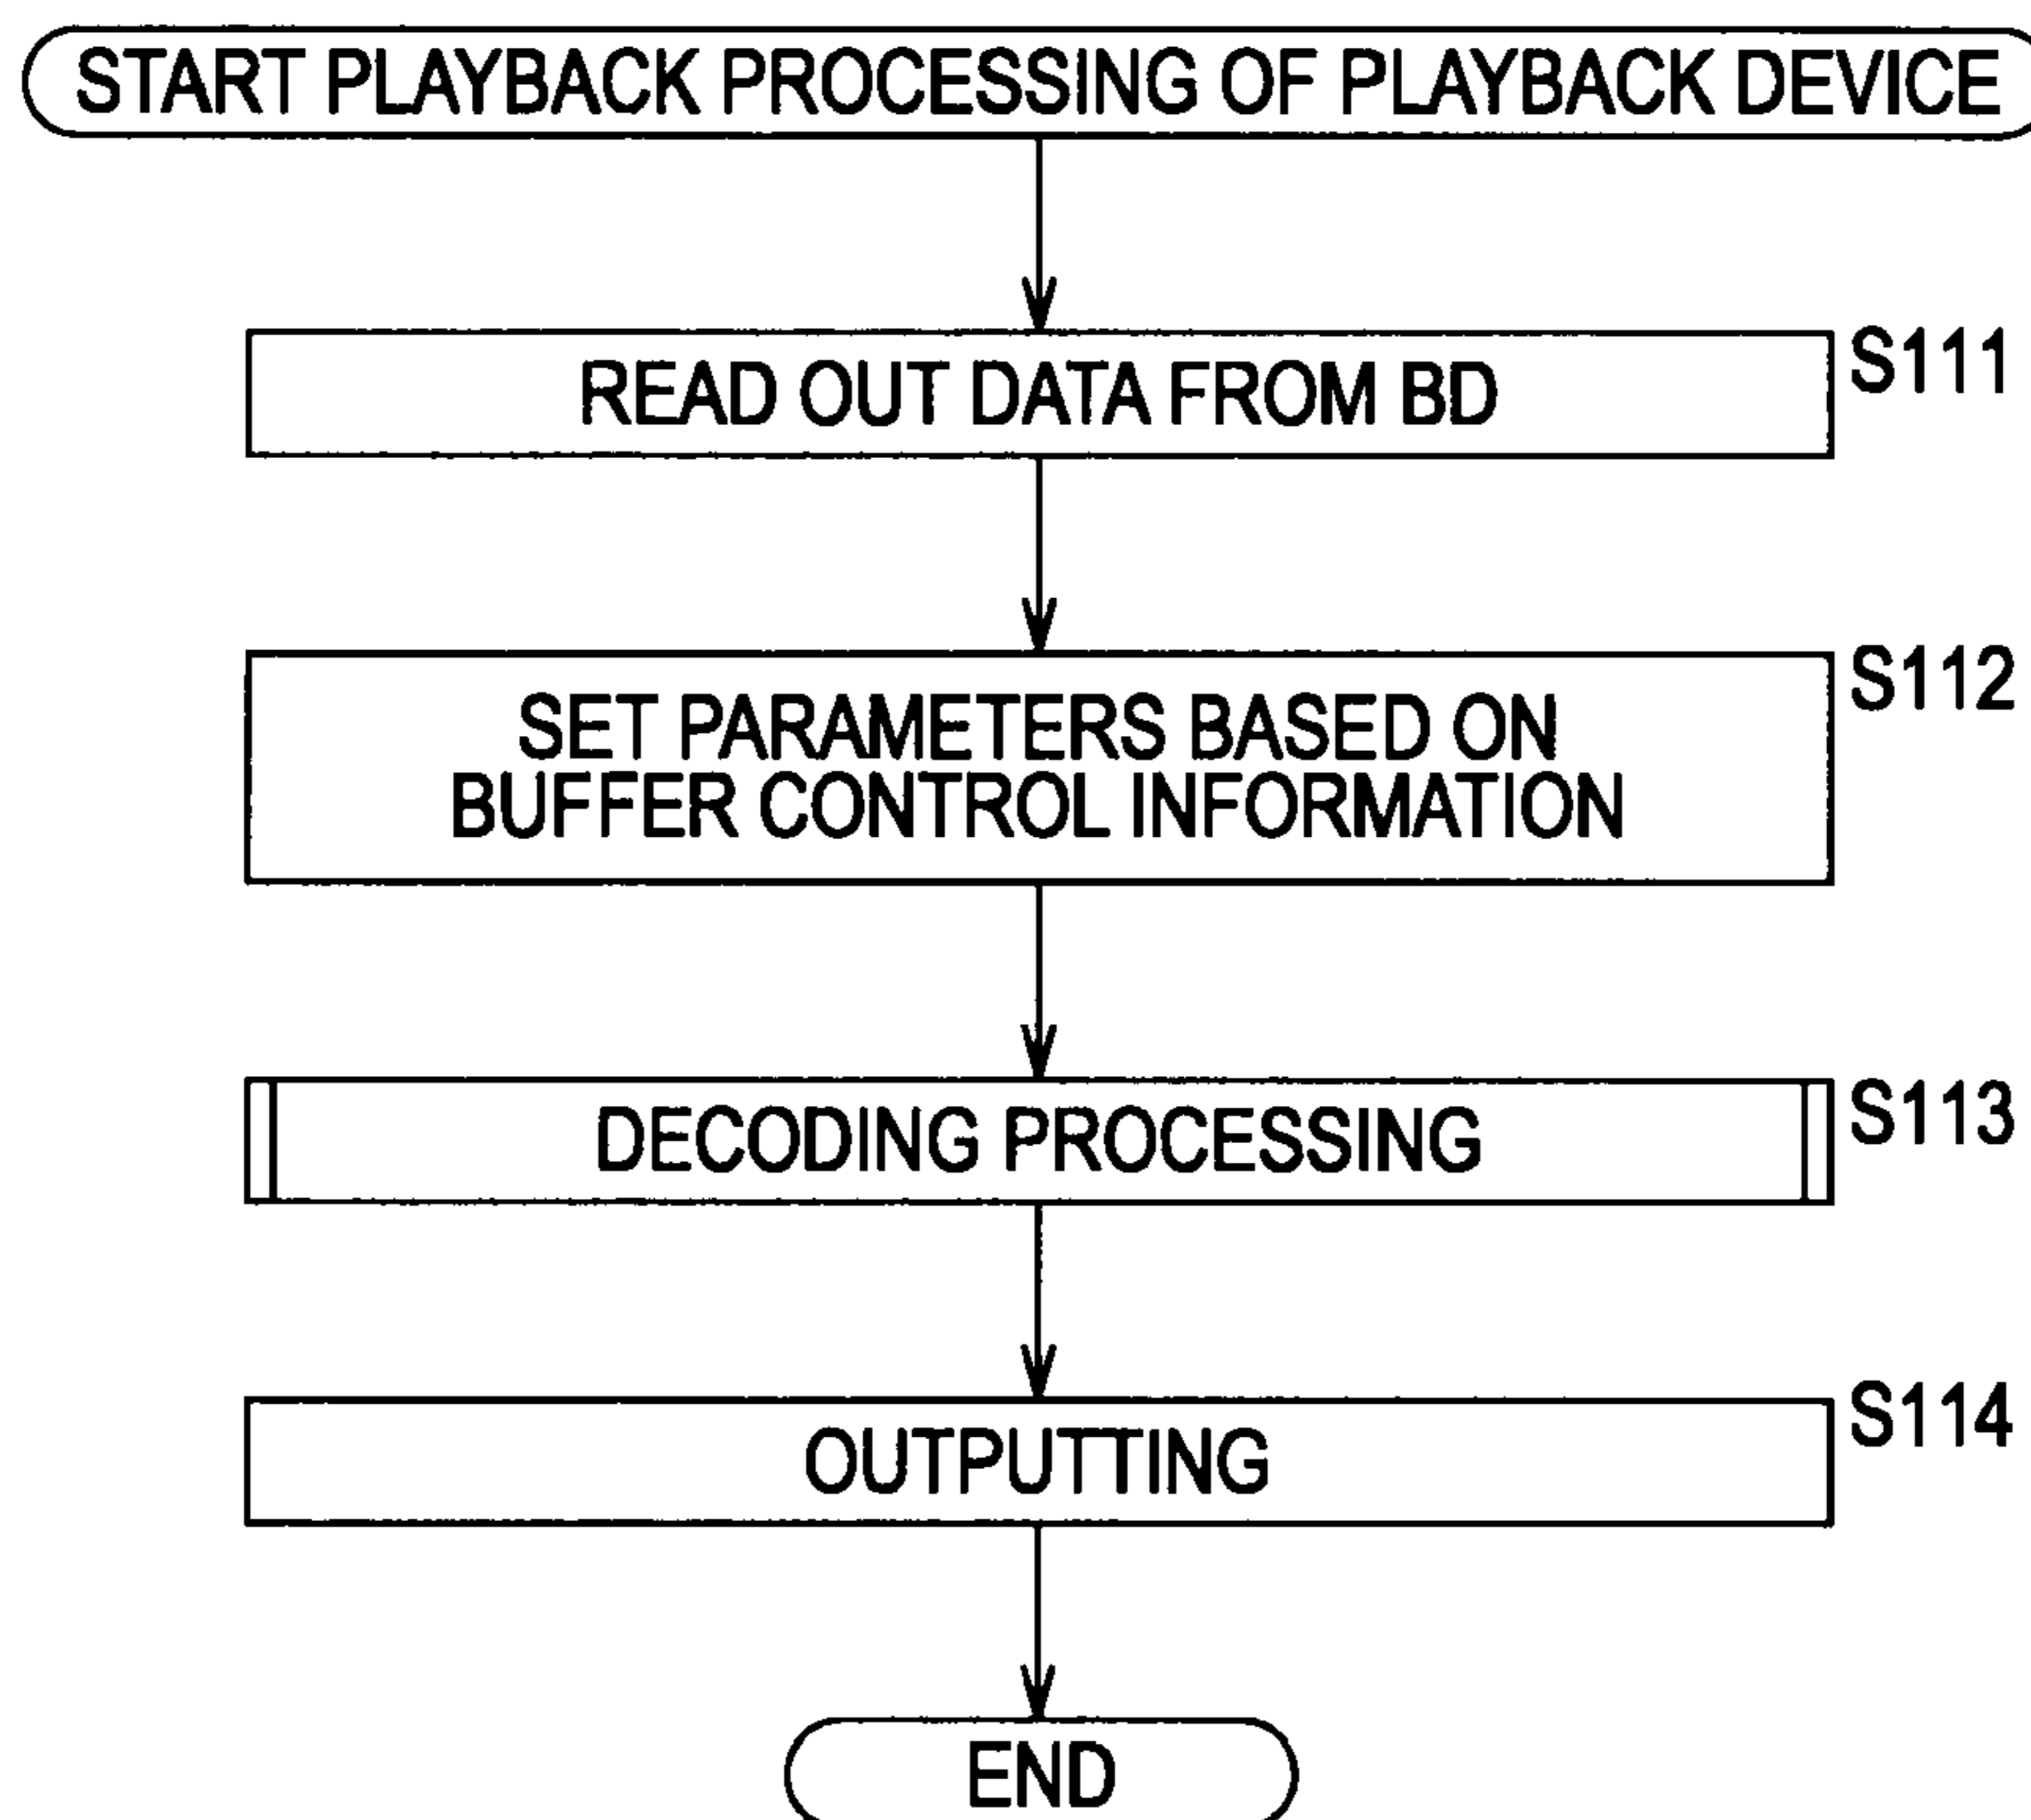 START PLAYBACK PROCESSING OF PLAYBACK DEVICE
READ OUT DATA FROM BD
S111
SET PARAMETERS BASED ON
BUFFER CONTROL INFORMATION
S112
DECODING PROCESSING
S113
OUTPUTTING
S114
END